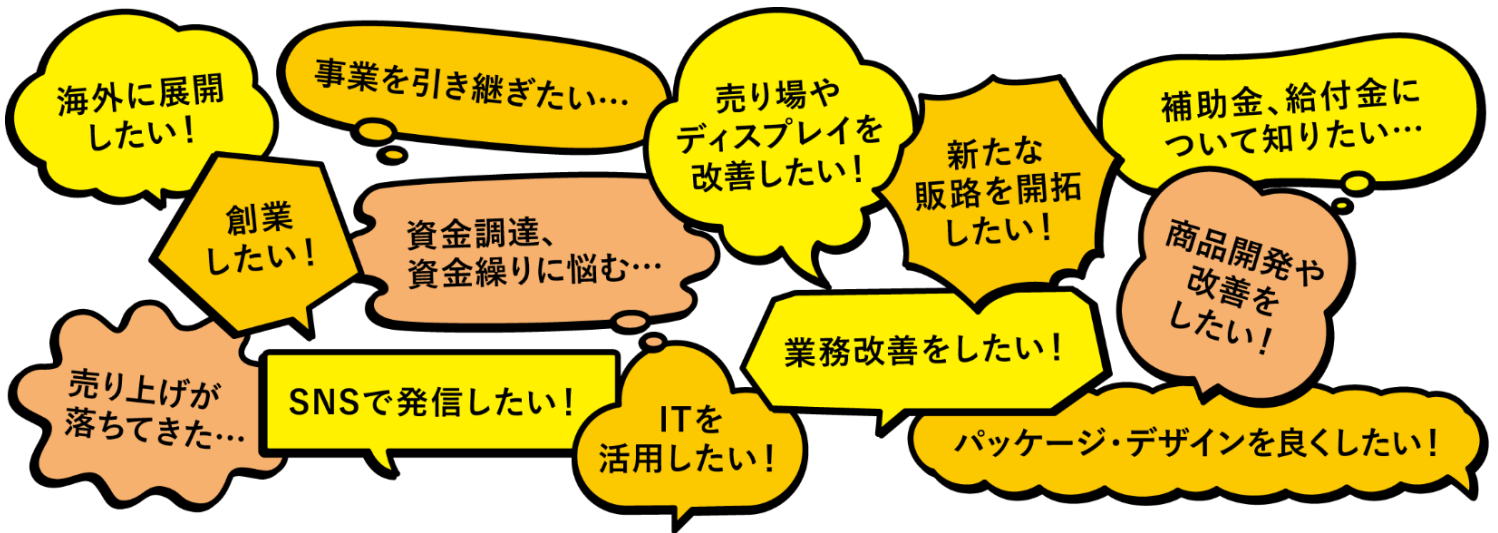 海外に展開
したい!
事業を引き継ぎたい…
売り場や
ディスプレイを
改善したい!
新たな
販路を開拓
したい!
補助金、給付金に
ついて知りたい…
創業
したい!
資金調達、
資金繰りに悩む…
商品開発や
改善を
したい!
売り上げが
落ちてきた…
SNSで発信したい!
ITを
活用したい!
業務改善をしたい!
パッケージ・デザインを良くしたい!